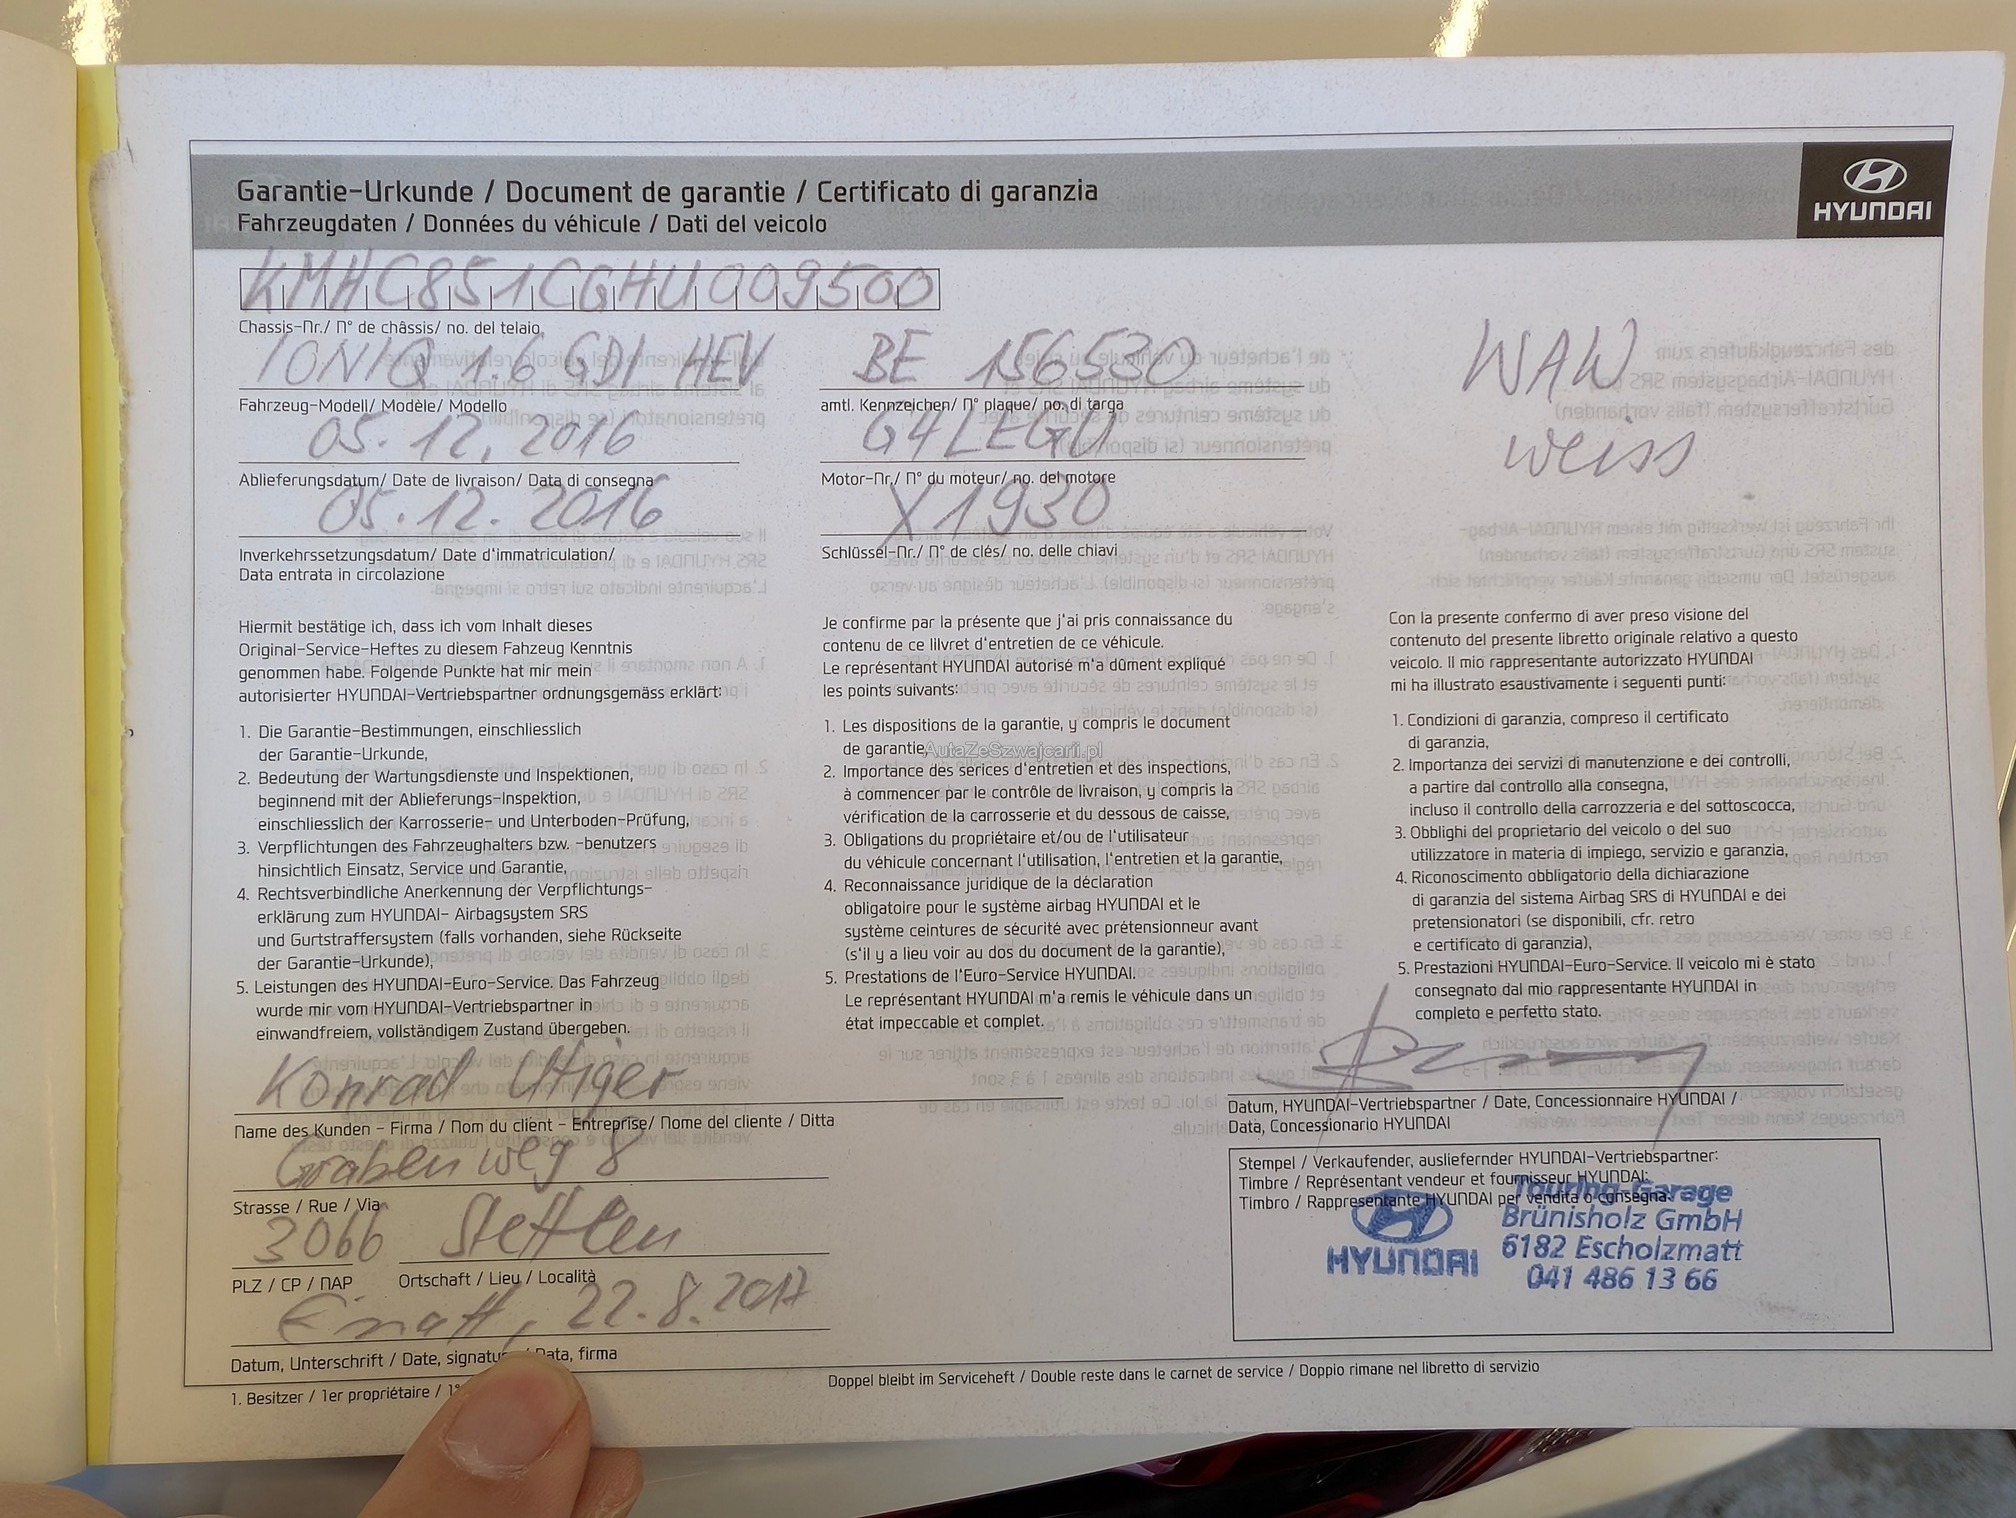 Garantie-Urkunde / Document de garantie / Certificato di garanzia
Fahrzeugdaten / Données du véhicule / Dati del veicolo
HYUNDAI
KMHC851CGHU009500
Chassis-Nr./ N° de châssis/ no. del telaio
IONIQ 1.6 GDI HEV
Fahrzeug-Modell/ Modèle/ Modello
05.12.2016
Ablieferungsdatum/ Date de livraison/ Data di consegna
05.12.2016
Inverkehrssetzungsdatum/ Date d'immatriculation/
Data entrata in circolazione
BE 156530
amtl. Kennzeichen/ N° plaque/ no. di targa
G4LEGU
Motor-Nr./ N° du moteur/ no. del motore
X1930
Schlüssel-Nr./ N° de clés/ no. delle chiavi
WAW
weiss
Hiermit bestätige ich, dass ich vom Inhalt dieses
Original-Service-Heftes zu diesem Fahzeug Kenntnis
genommen habe. Folgende Punkte hat mir mein
autorisierter HYUNDAI-Vertriebspartner ordnungsgemäss erklärt:
1. Die Garantie-Bestimmungen, einschliesslich
der Garantie-Urkunde,
2. Bedeutung der Wartungsdienste und Inspektionen,
beginnend mit der Ablieferungs-Inspektion,
einschliesslich der Karrosserie- und Unterboden-Prüfung,
3. Verpflichtungen des Fahrzeughalters bzw. -benutzers
hinsichtlich Einsatz, Service und Garantie,
4. Rechtsverbindliche Anerkennung der Verpflichtungs-
erklärung zum HYUNDAI- Airbagsystem SRS
und Gurtstraffersystem (falls vorhanden, siehe Rückseite
der Garantie-Urkunde),
5. Leistungen des HYUNDAI-Euro-Service. Das Fahrzeug
wurde mir vom HYUNDAI-Vertriebspartner in
einwandfreiem, vollständigem Zustand übergeben.
Je confirme par la présente que j'ai pris connaissance du
contenu de ce lilvret d'entretien de ce véhicule.
Le représentant HYUNDAI autorisé m'a dûment expliqué
les points suivants:
1. Les dispositions de la garantie, y compris le document
de garantie,
AutaZeSzwajcarii.pl
2. Importance des serices d'entretien et des inspections,
à commencer par le contrôle de livraison, y compris la
vérification de la carrosserie et du dessous de caisse,
3. Obligations du propriétaire et/ou de l'utilisateur
du véhicule concernant l'utilisation, l'entretien et la garantie,
4. Reconnaissance juridique de la déclaration
obligatoire pour le système airbag HYUNDAI et le
système ceintures de sécurité avec prétensionneur avant
(s'il y a lieu voir au dos du document de la garantie),
5. Prestations de l'Euro-Service HYUNDAI.
Le représentant HYUNDAI m'a remis le véhicule dans un
état impeccable et complet.
Con la presente confermo di aver preso visione del
contenuto del presente libretto originale relativo a questo
veicolo. Il mio rappresentante autorizzato HYUNDAI
mi ha illustrato esaustivamente i seguenti punti:
1. Condizioni di garanzia, compreso il certificato
di garanzia,
2. Importanza dei servizi di manutenzione e dei controlli,
a partire dal controllo alla consegna,
incluso il controllo della carrozzeria e del sottoscocca,
3. Obblighi del proprietario del veicolo o del suo
utilizzatore in materia di impiego, servizio e garanzia,
4. Riconoscimento obbligatorio della dichiarazione
di garanzia del sistema Airbag SRS di HYUNDAI e dei
pretensionatori (se disponibili, cfr. retro
e certificato di garanzia),
5. Prestazioni HYUNDAI-Euro-Service. Il veicolo mi è stato
consegnato dal mio rappresentante HYUNDAI in
completo e perfetto stato.
Konrad Utiger
Name des Kunden - Firma / Nom du client - Entreprise/ Nome del cliente / Ditta
Grabenweg 8
Strasse / Rue / Via
3066 Stettlen
PLZ / CP / NAP Ortschaft / Lieu / Località
22.8.2017
Datum, Unterschrift / Date, signatu / Data, firma
1. Besitzer / 1er propriétaire / 1°
Datum, HYUNDAI-Vertriebspartner / Date, Concessionnaire HYUNDAI /
Data, Concessionario HYUNDAI
Stempel / Verkaufender, ausliefernder HYUNDAI-Vertriebspartner:
Timbre / Représentant vendeur et fournisseur HYUNDAI:
Timbro / Rappresentante HYUNDAI per vendita o consegna:
HYUNDAI
Touring-Garage
Brünisholz GmbH
6182 Escholzmatt
041 486 13 66
Doppel bleibt im Serviceheft / Double reste dans le carnet de service / Doppio rimane nel libretto di servizio